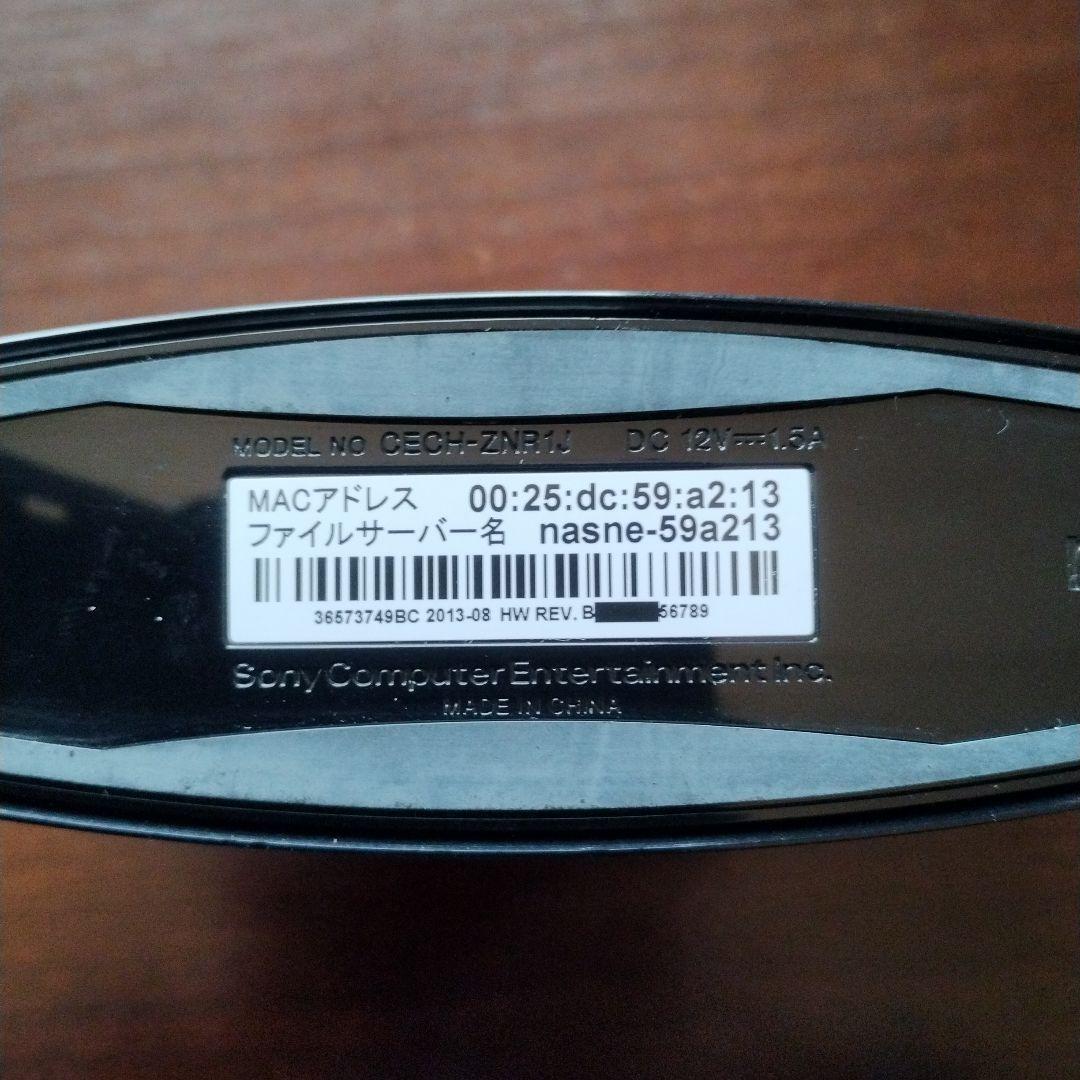 MODEL NO CECH-ZNR1J DC 12V⎓1.5A
MACアドレス 00:25:dc:59:a2:13
ファイルサーバー名 nasne-59a213
36573749BC 2013-08 HW REV. B 56789
Sony Computer Entertainment Inc.
MADE IN CHINA